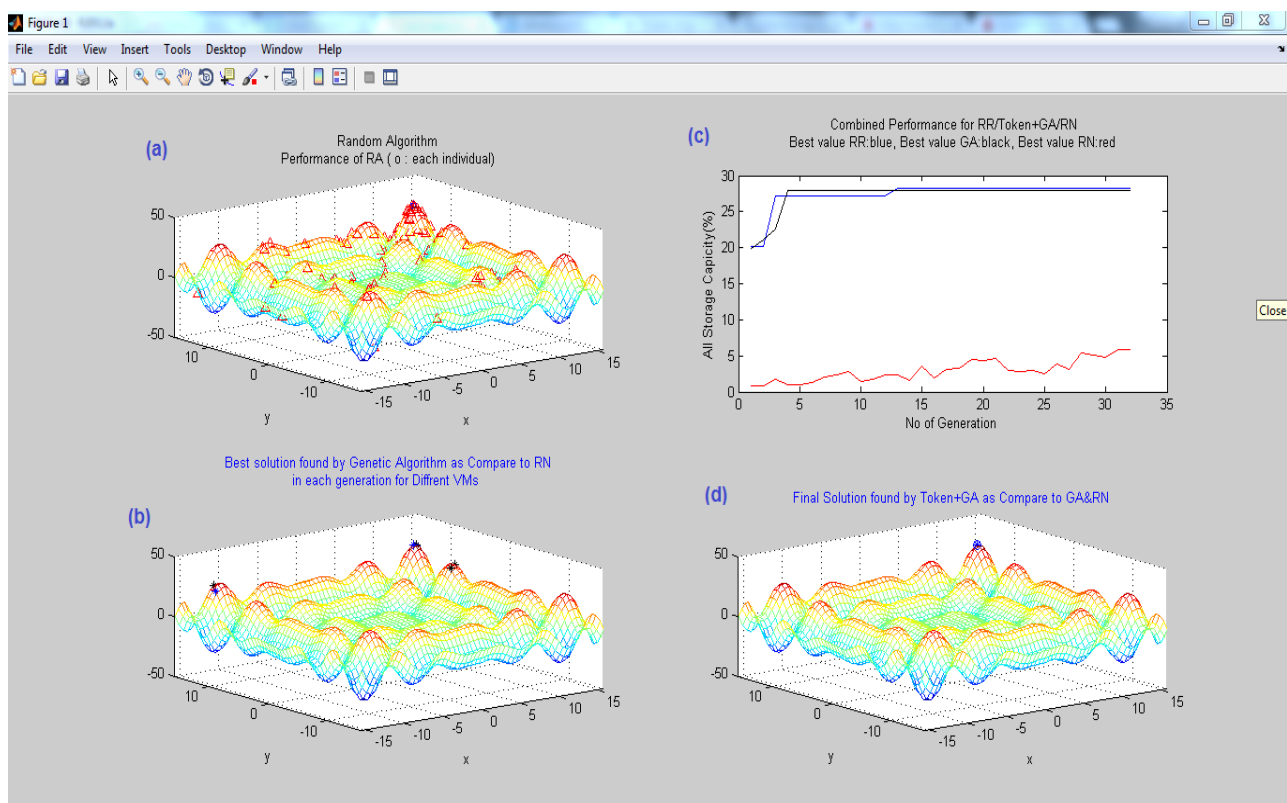 Figure 1
File Edit View Insert Tools Desktop Window Help
(a)
Random Algorithm
Performance of RA ( o : each individual)
50
0
-50
10
0
-10
y
-15
-10
-5
0
5
10
15
x
(c)
Combined Performance for RR/Token+GA/RN
Best value RR:blue, Best value GA:black, Best value RN:red
30
25
20
15
10
5
0
All Storage Capicity(%)
0 5 10 15 20 25 30 35
No of Generation
Close
Best solution found by Genetic Algorithm as Compare to RN
in each generation for Diffrent VMs
(b)
50
0
-50
10
0
-10
y
-15
-10
-5
0
5
10
15
x
(d)
Final Solution found by Token+GA as Compare to GA&RN
50
0
-50
10
0
-10
y
-15
-10
-5
0
5
10
15
x